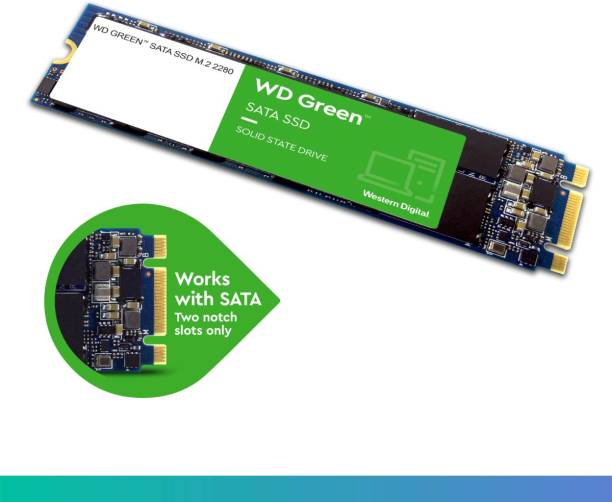 WD GREEN™ SATA SSD M.2 2280
WD Green™
SATA SSD
SOLID STATE DRIVE
Western Digital
B
M
Works
with SATA
Two notch
slots only